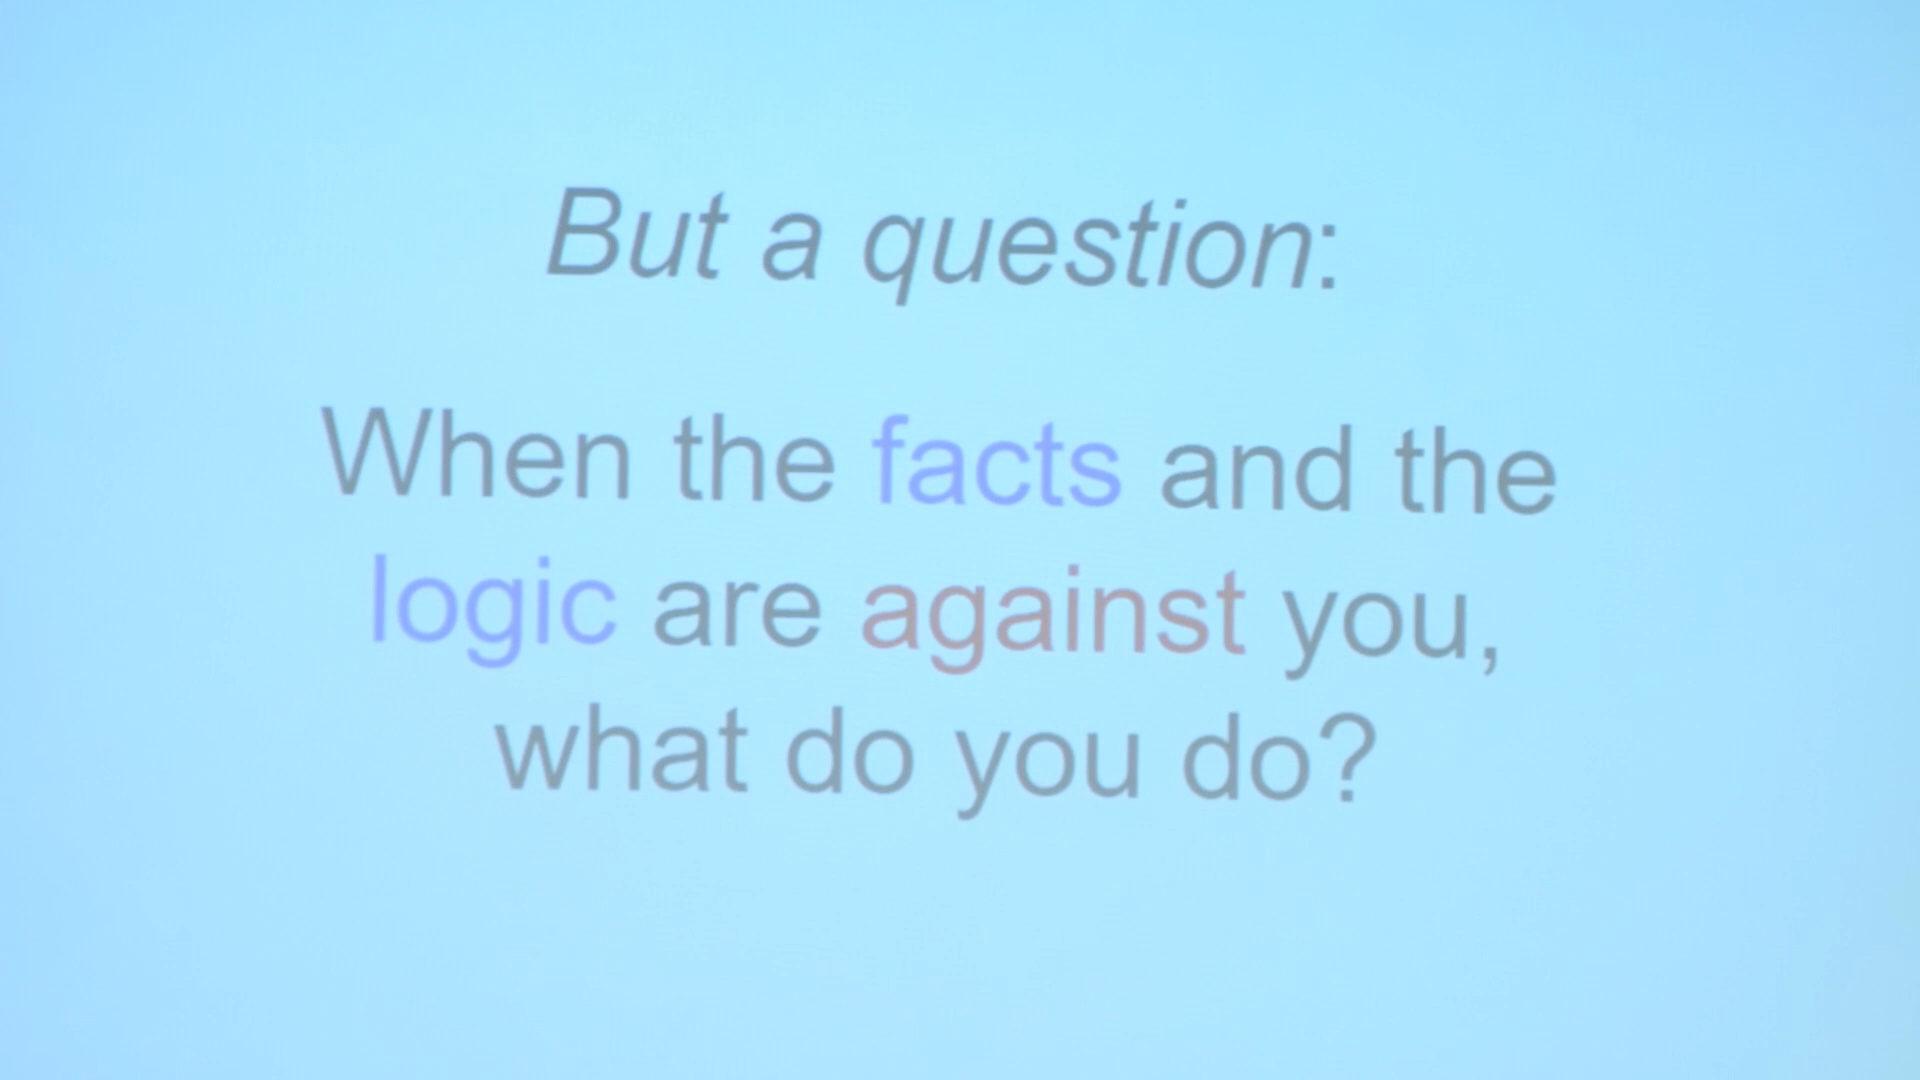 But a question:
When the facts and the
logic are against you,
what do you do?